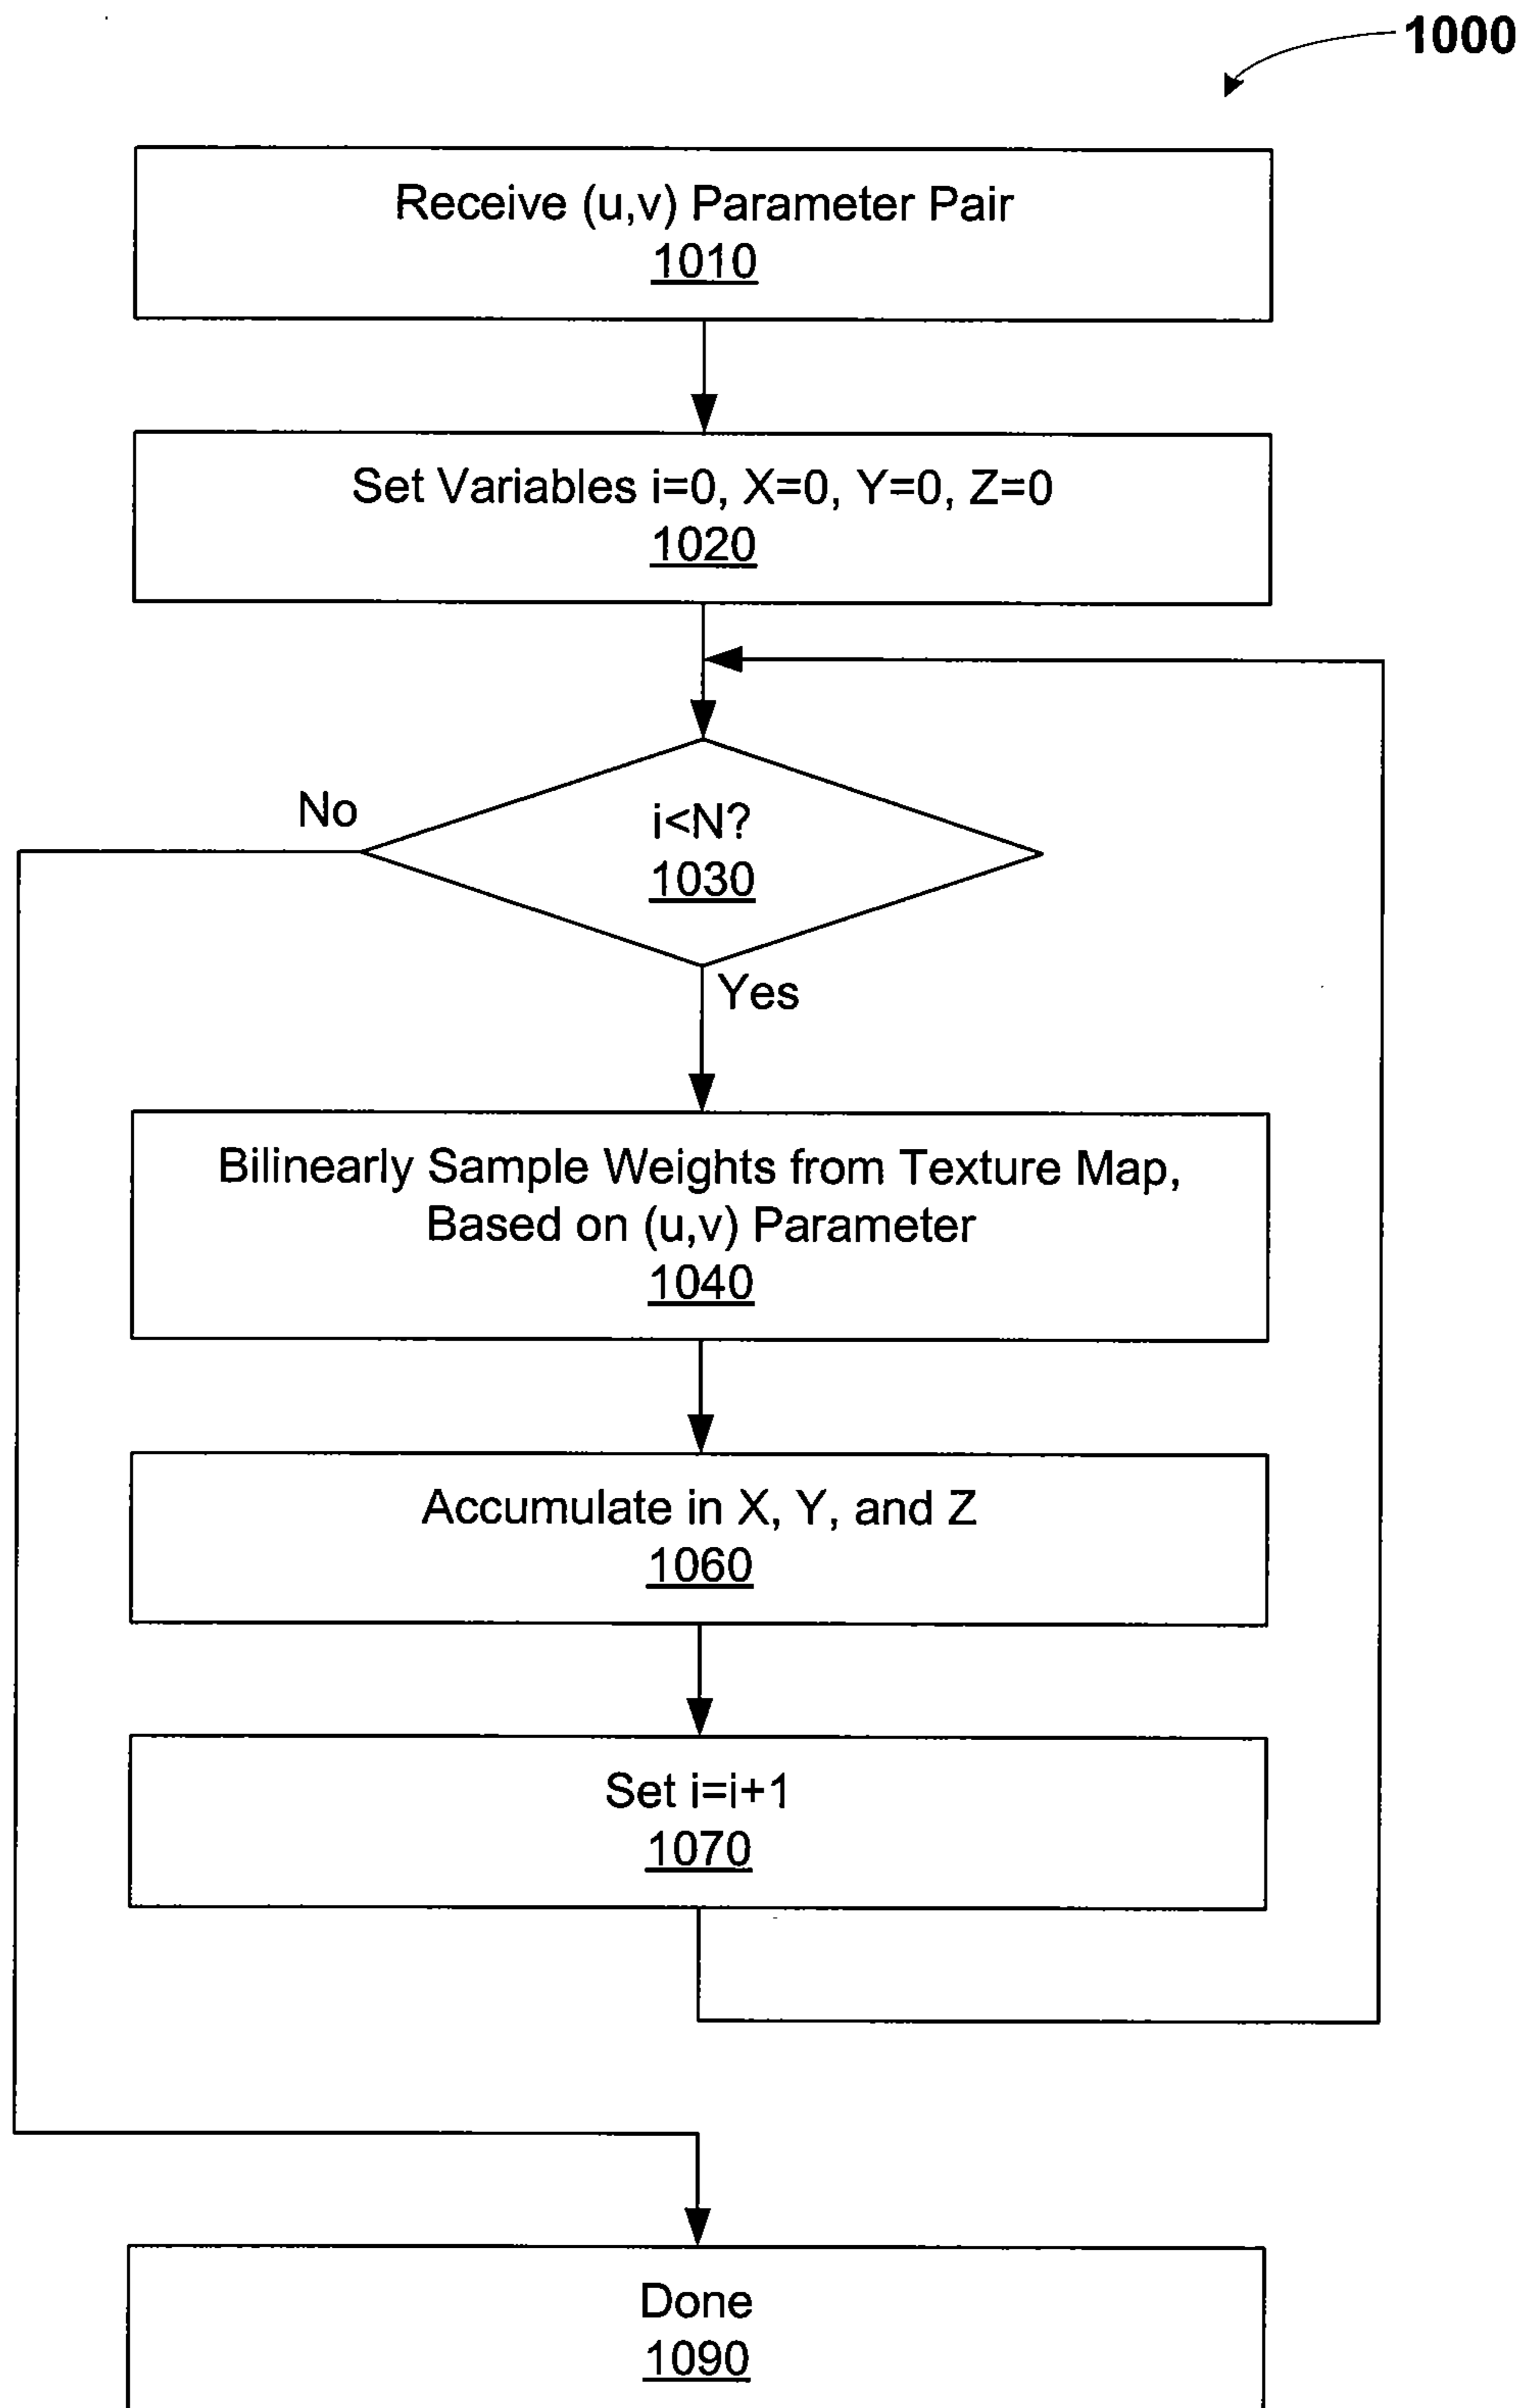 1000
Receive (u,v) Parameter Pair
1010
Set Variables i=0, X=0, Y=0, Z=0
1020
No
i<N?
1030
Yes
Bilinearly Sample Weights from Texture Map,
Based on (u,v) Parameter
1040
Accumulate in X, Y, and Z
1060
Set i=i+1
1070
Done
1090